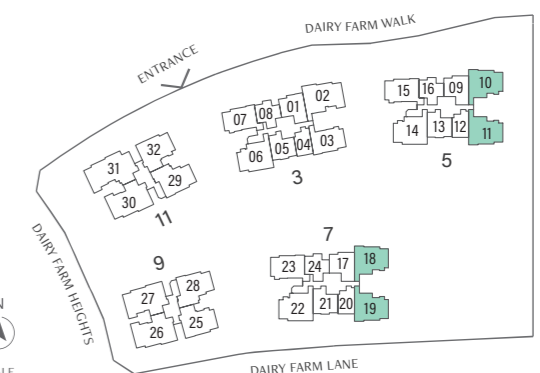 DAIRY FARM WALK
ENTRANCE
15 16 09 10
14 13 12 11
5
07 08 01 02
06 05 04 03
3
31 32
30 29
11
DAIRY FARM HEIGHTS
9
27 28
26 25
7
23 24 17 18
22 21 20 19
N
DAIRY FARM LANE